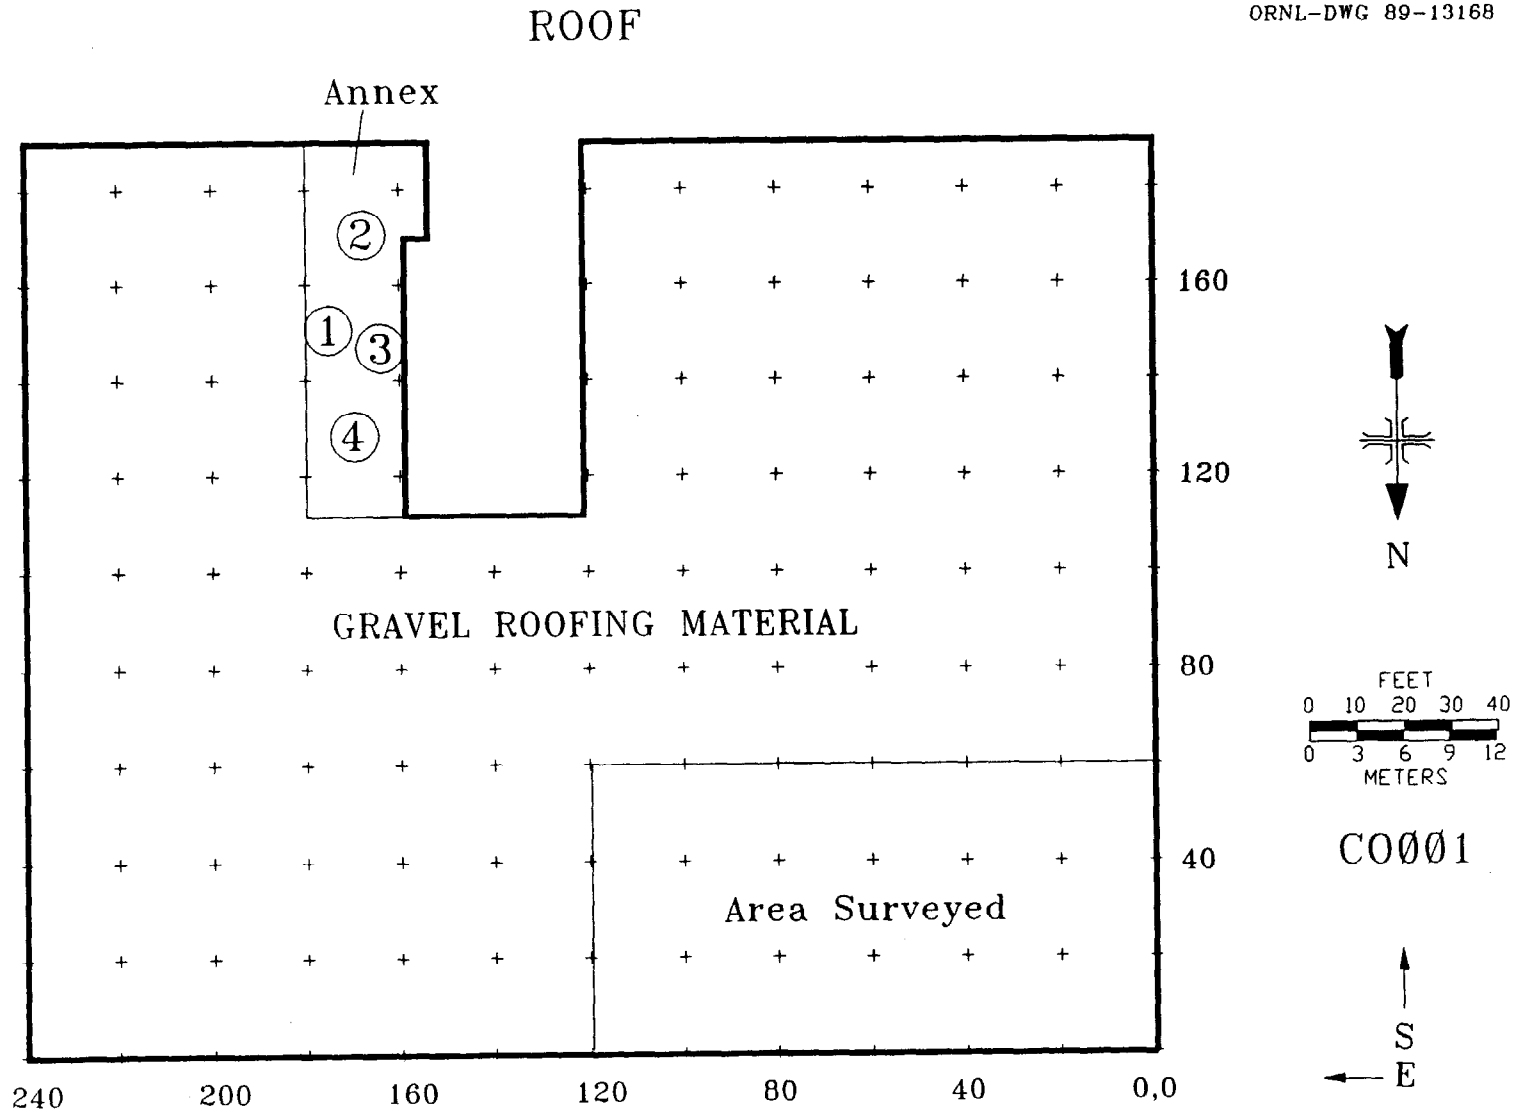 ORNL-DWG 89-13168
ROOF
Annex
2
160
1
3
4
120
N
GRAVEL ROOFING MATERIAL
80
FEET
0 10 20 30 40
0 3 6 9 12
METERS
CO001
40
Area Surveyed
S
E
240 200 160 120 80 40 0,0